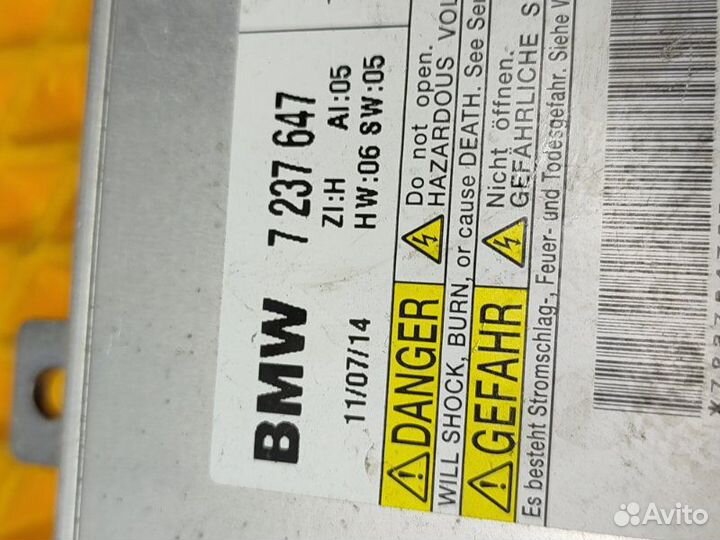 BMW 7 237 647
ZI:H AI:05
11/07/14 HW:06 SW:05
DANGER Do not open.
HAZARDOUS
WILL SHOCK, BURN, or cause DEATH. See
GEFAHR Nicht öffnen.
GEFÄHRLICHE
Es besteht Stromschlag-, Feuer- und Todesgefahr. Siehe
Avito